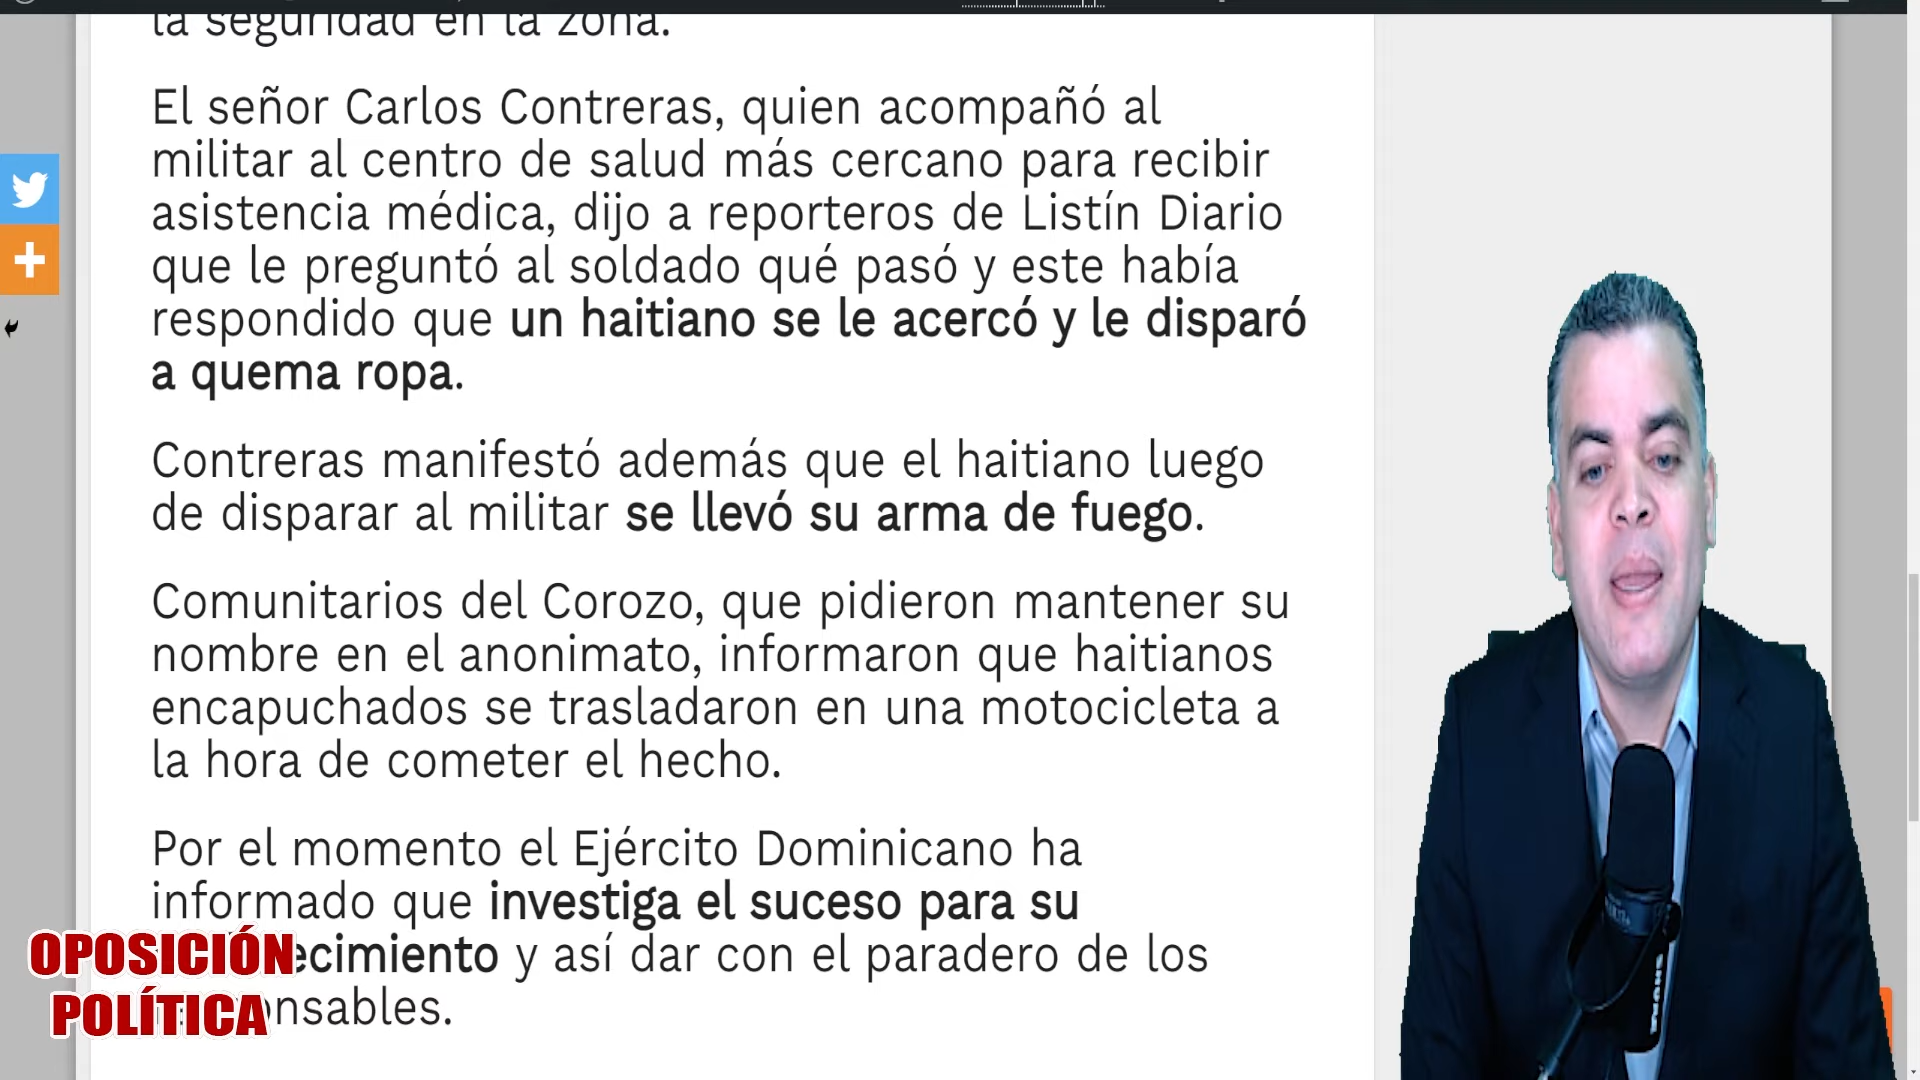 la seguridad en la zona.
El señor Carlos Contreras, quien acompañó al
militar al centro de salud más cercano para recibir
asistencia médica, dijo a reporteros de Listín Diario
que le preguntó al soldado qué pasó y este había
respondido que un haitiano se le acercó y le disparó
a quema ropa.
Contreras manifestó además que el haitiano luego
de disparar al militar se llevó su arma de fuego.
Comunitarios del Corozo, que pidieron mantener su
nombre en el anonimato, informaron que haitianos
encapuchados se trasladaron en una motocicleta a
la hora de cometer el hecho.
Por el momento el Ejército Dominicano ha
informado que investiga el suceso para su
ecimiento y así dar con el paradero de los
onsables.
OPOSICIÓN
POLÍTICA
SHURE